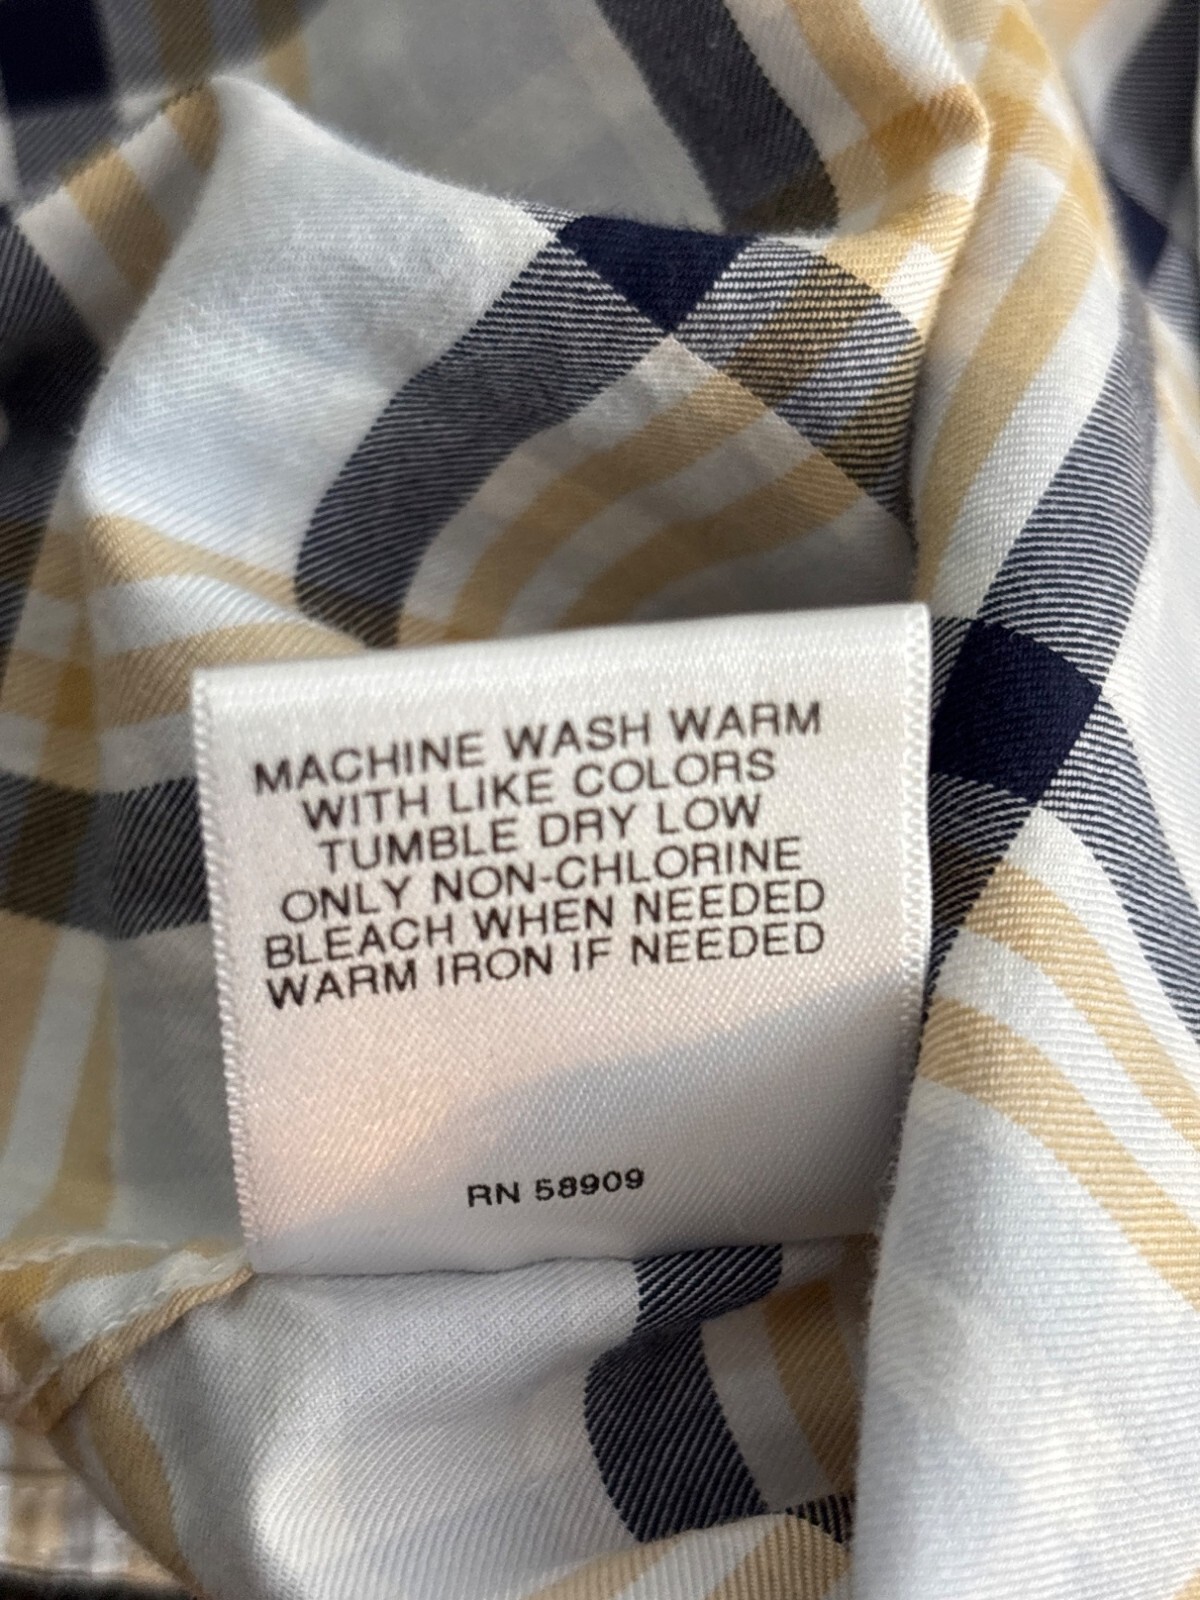 MACHINE WASH WARM
WITH LIKE COLORS
TUMBLE DRY LOW
ONLY NON-CHLORINE
BLEACH WHEN NEEDED
WARM IRON IF NEEDED
RN 58909